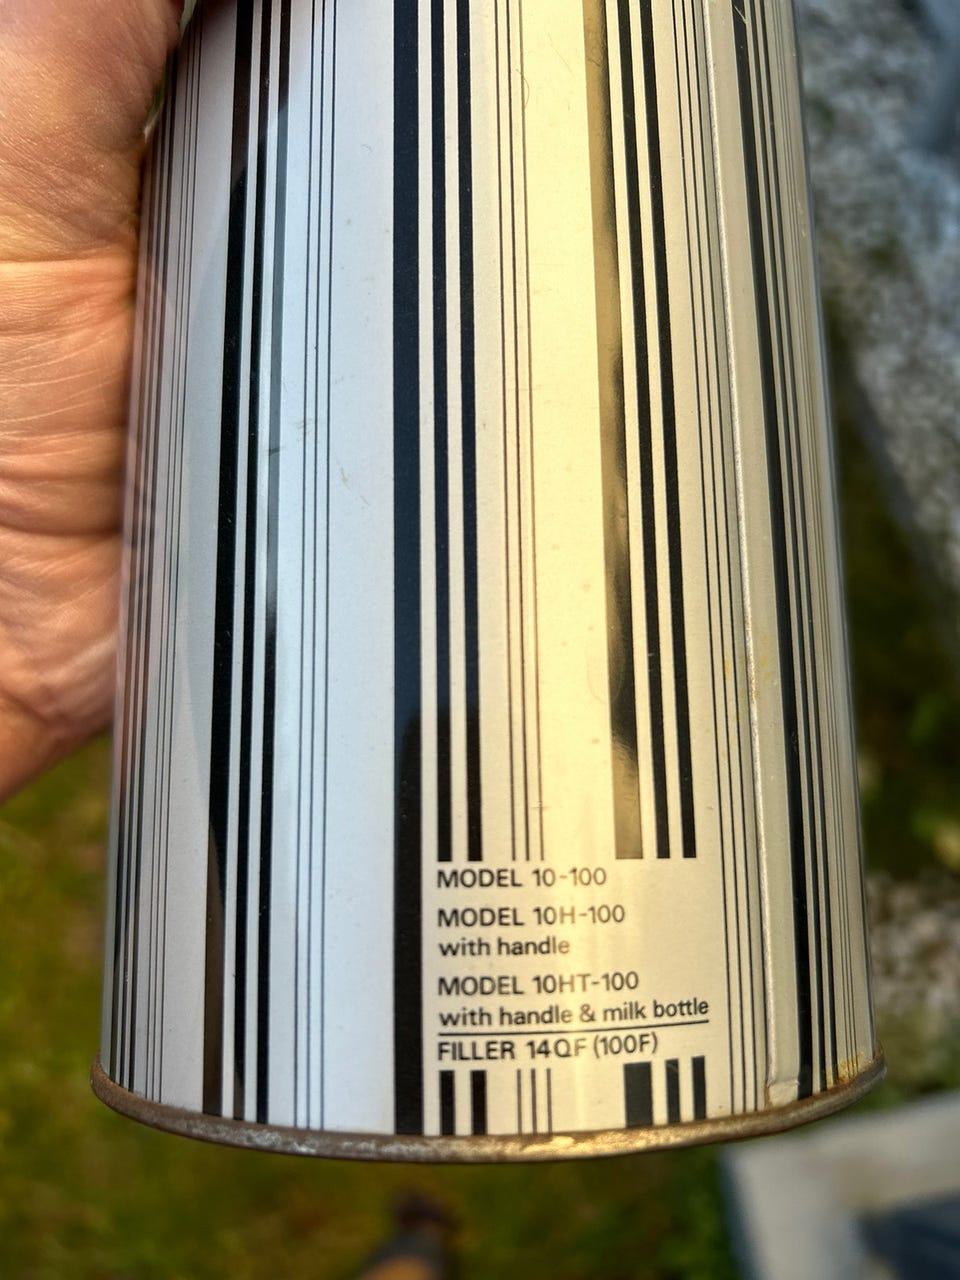 MODEL 10-100
MODEL 10H-100
with handle
MODEL 10HT-100
with handle & milk bottle
FILLER 14QF (100F)